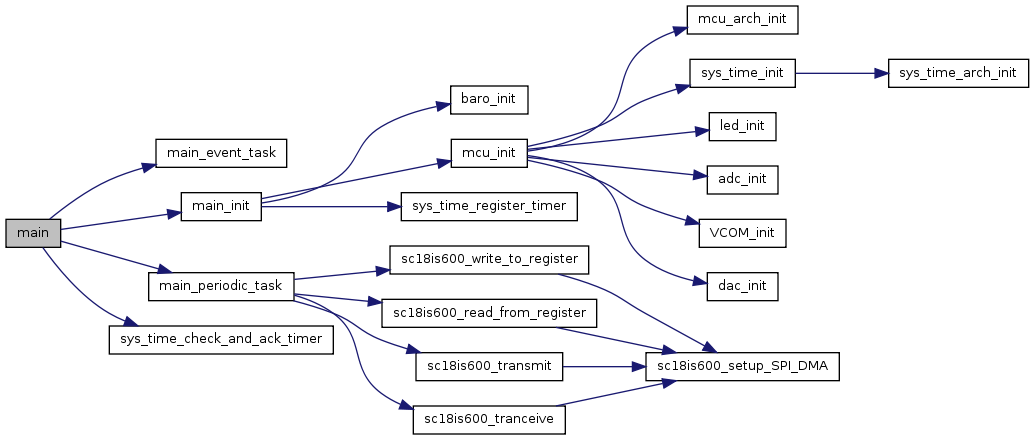 mcu_arch_init
sys_time_init
sys_time_arch_init
baro_init
led_init
main_event_task
mcu_init
adc_init
main_init
sys_time_register_timer
main
VCOM_init
sc18is600_write_to_register
main_periodic_task
dac_init
sc18is600_read_from_register
sys_time_check_and_ack_timer
sc18is600_transmit
sc18is600_setup_SPI_DMA
sc18is600_tranceive